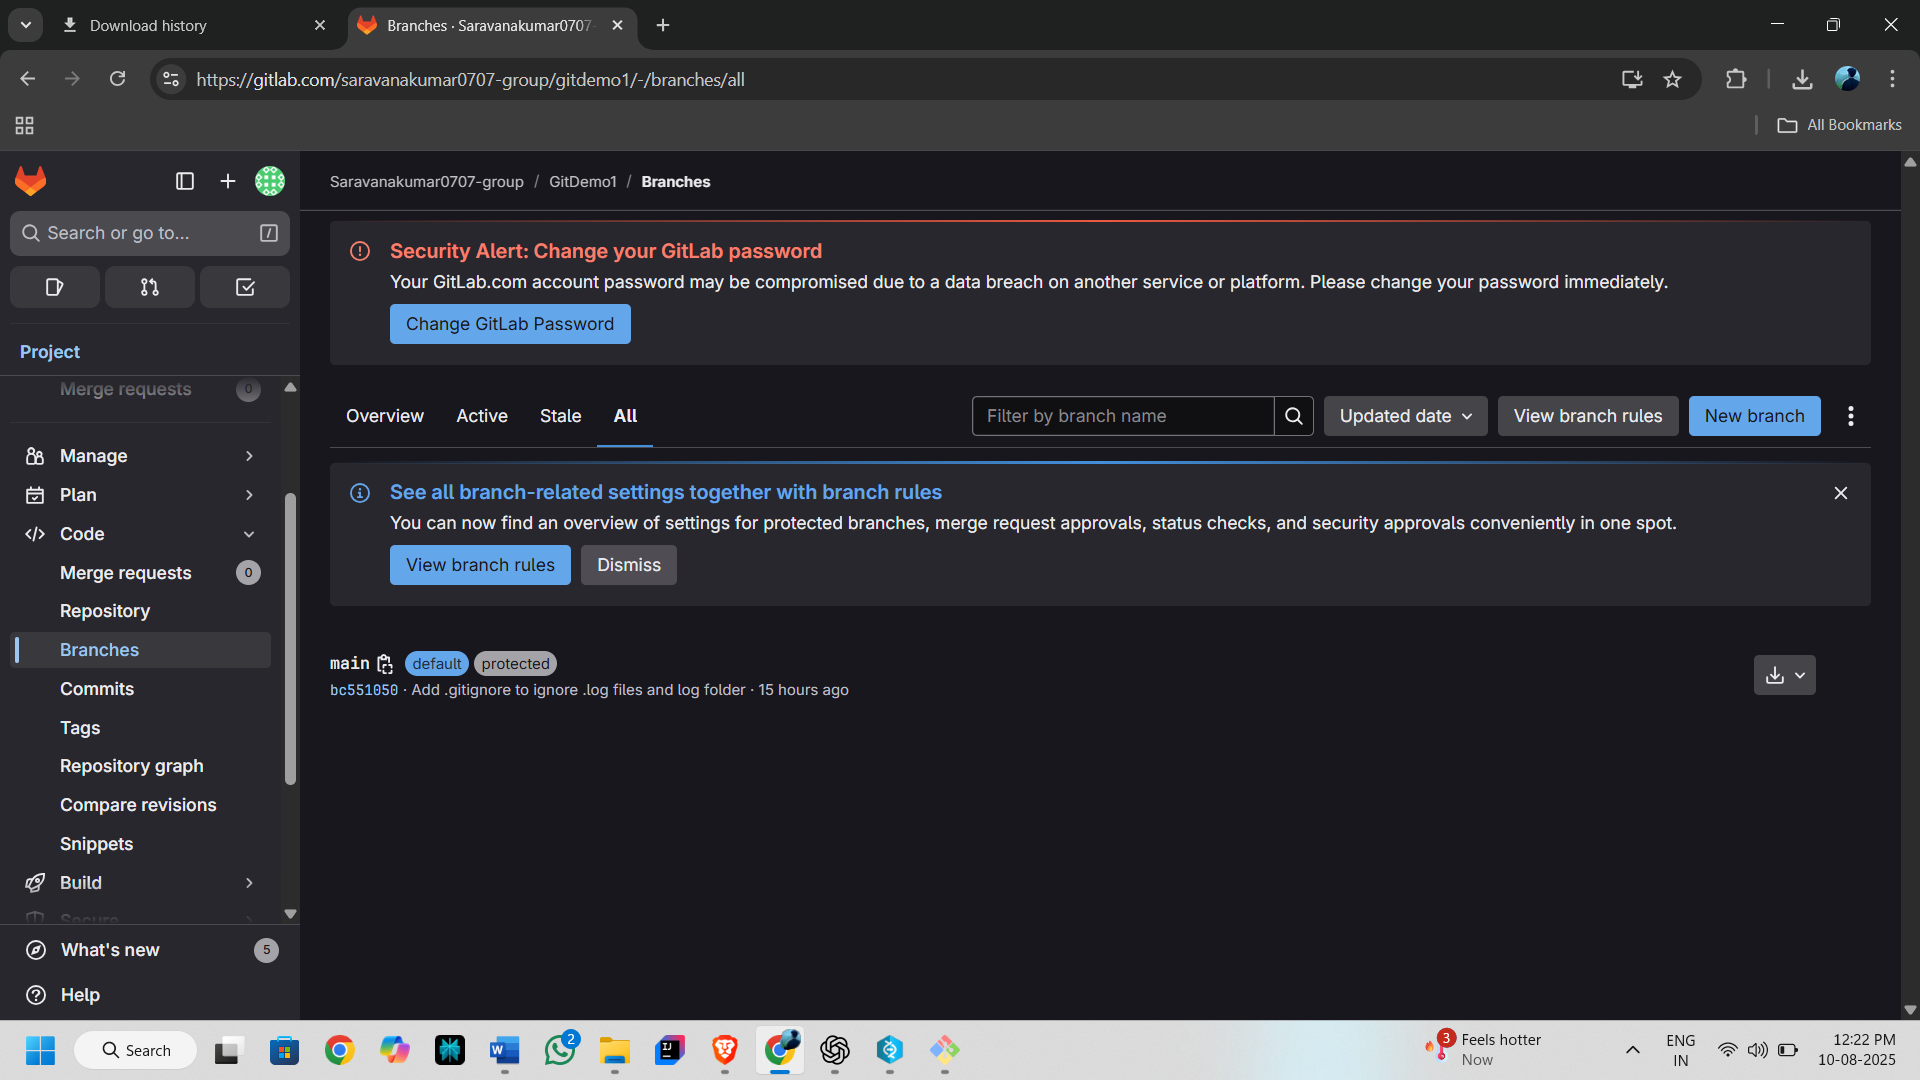 Download history
Branches · Saravanakumar0707-
https://gitlab.com/saravanakumar0707-group/gitdemo1/-/branches/all
All Bookmarks
Search or go to...
/
Project
Merge requests 0
Manage
Plan
Code
Merge requests 0
Repository
Branches
Commits
Tags
Repository graph
Compare revisions
Snippets
Build
Secure
What's new 5
Help
Saravanakumar0707-group / GitDemo1 / Branches
Security Alert: Change your GitLab password
Your GitLab.com account password may be compromised due to a data breach on another service or platform. Please change your password immediately.
Change GitLab Password
Overview Active Stale All Filter by branch name Updated date View branch rules New branch
See all branch-related settings together with branch rules
You can now find an overview of settings for protected branches, merge request approvals, status checks, and security approvals conveniently in one spot.
View branch rules Dismiss
main default protected
bc551050 · Add .gitignore to ignore .log files and log folder · 15 hours ago
Search
W
2
IJ
3
Feels hotter
Now
ENG
IN
12:22 PM
10-08-2025